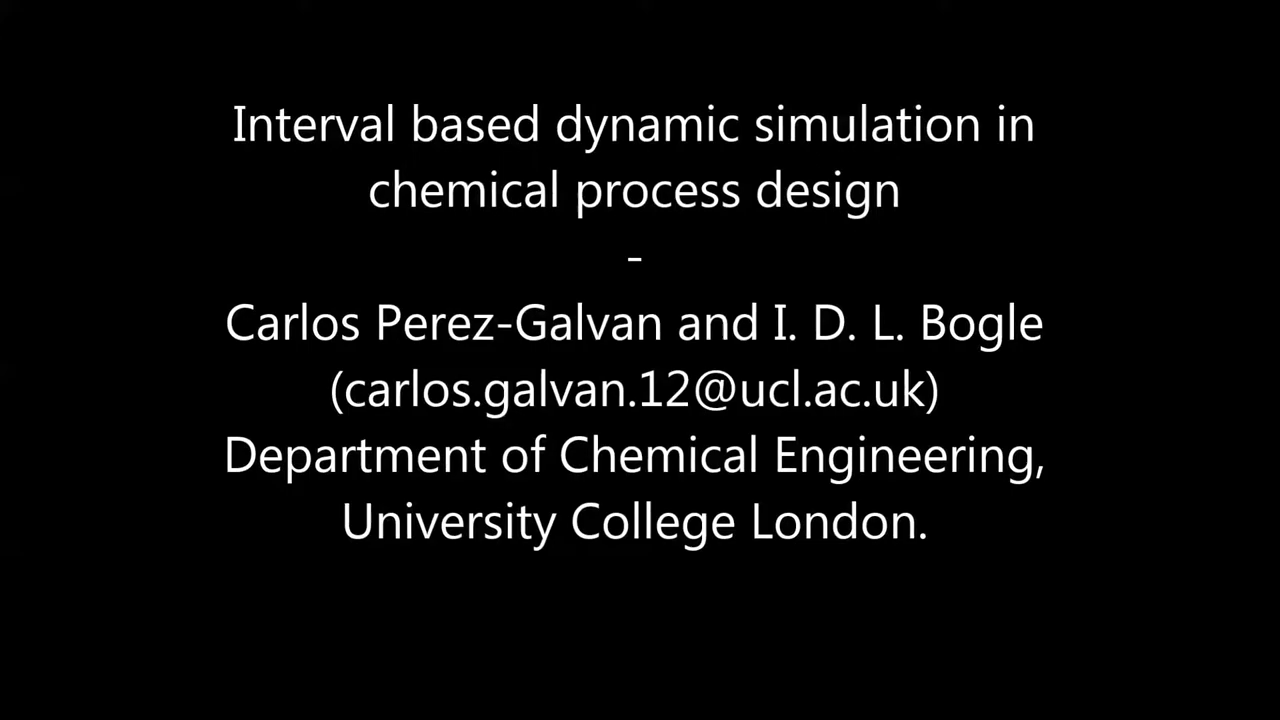 Interval based dynamic simulation in
chemical process design
-
Carlos Perez-Galvan and I. D. L. Bogle
(carlos.galvan.12@ucl.ac.uk)
Department of Chemical Engineering,
University College London.